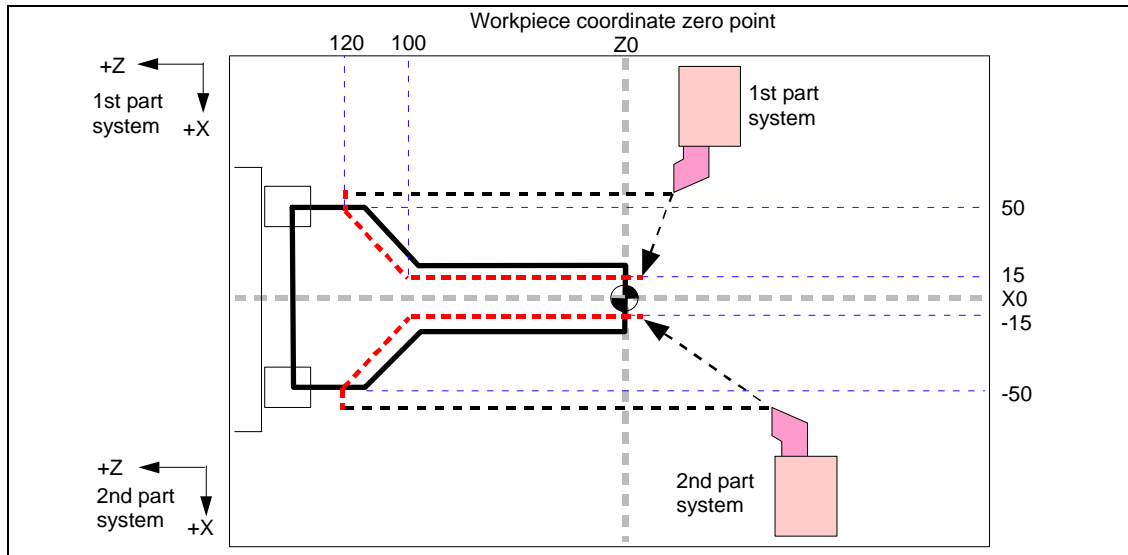 Workpiece coordinate zero point
120
100
Z0
+Z
1st part
system
+X
1st part
system
50
15
X0
-15
-50
+Z
2nd part
system
+X
2nd part
system